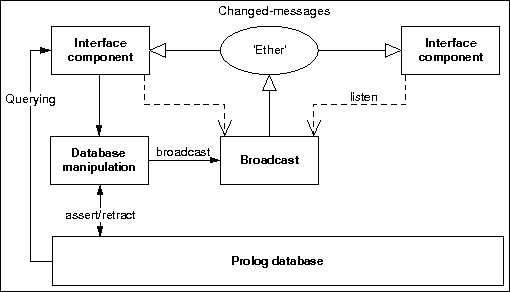 Changed-messages
Interface
component
'Ether'
Interface
component
Querying
listen
Database
manipulation
broadcast
Broadcast
assert/retract
Prolog database